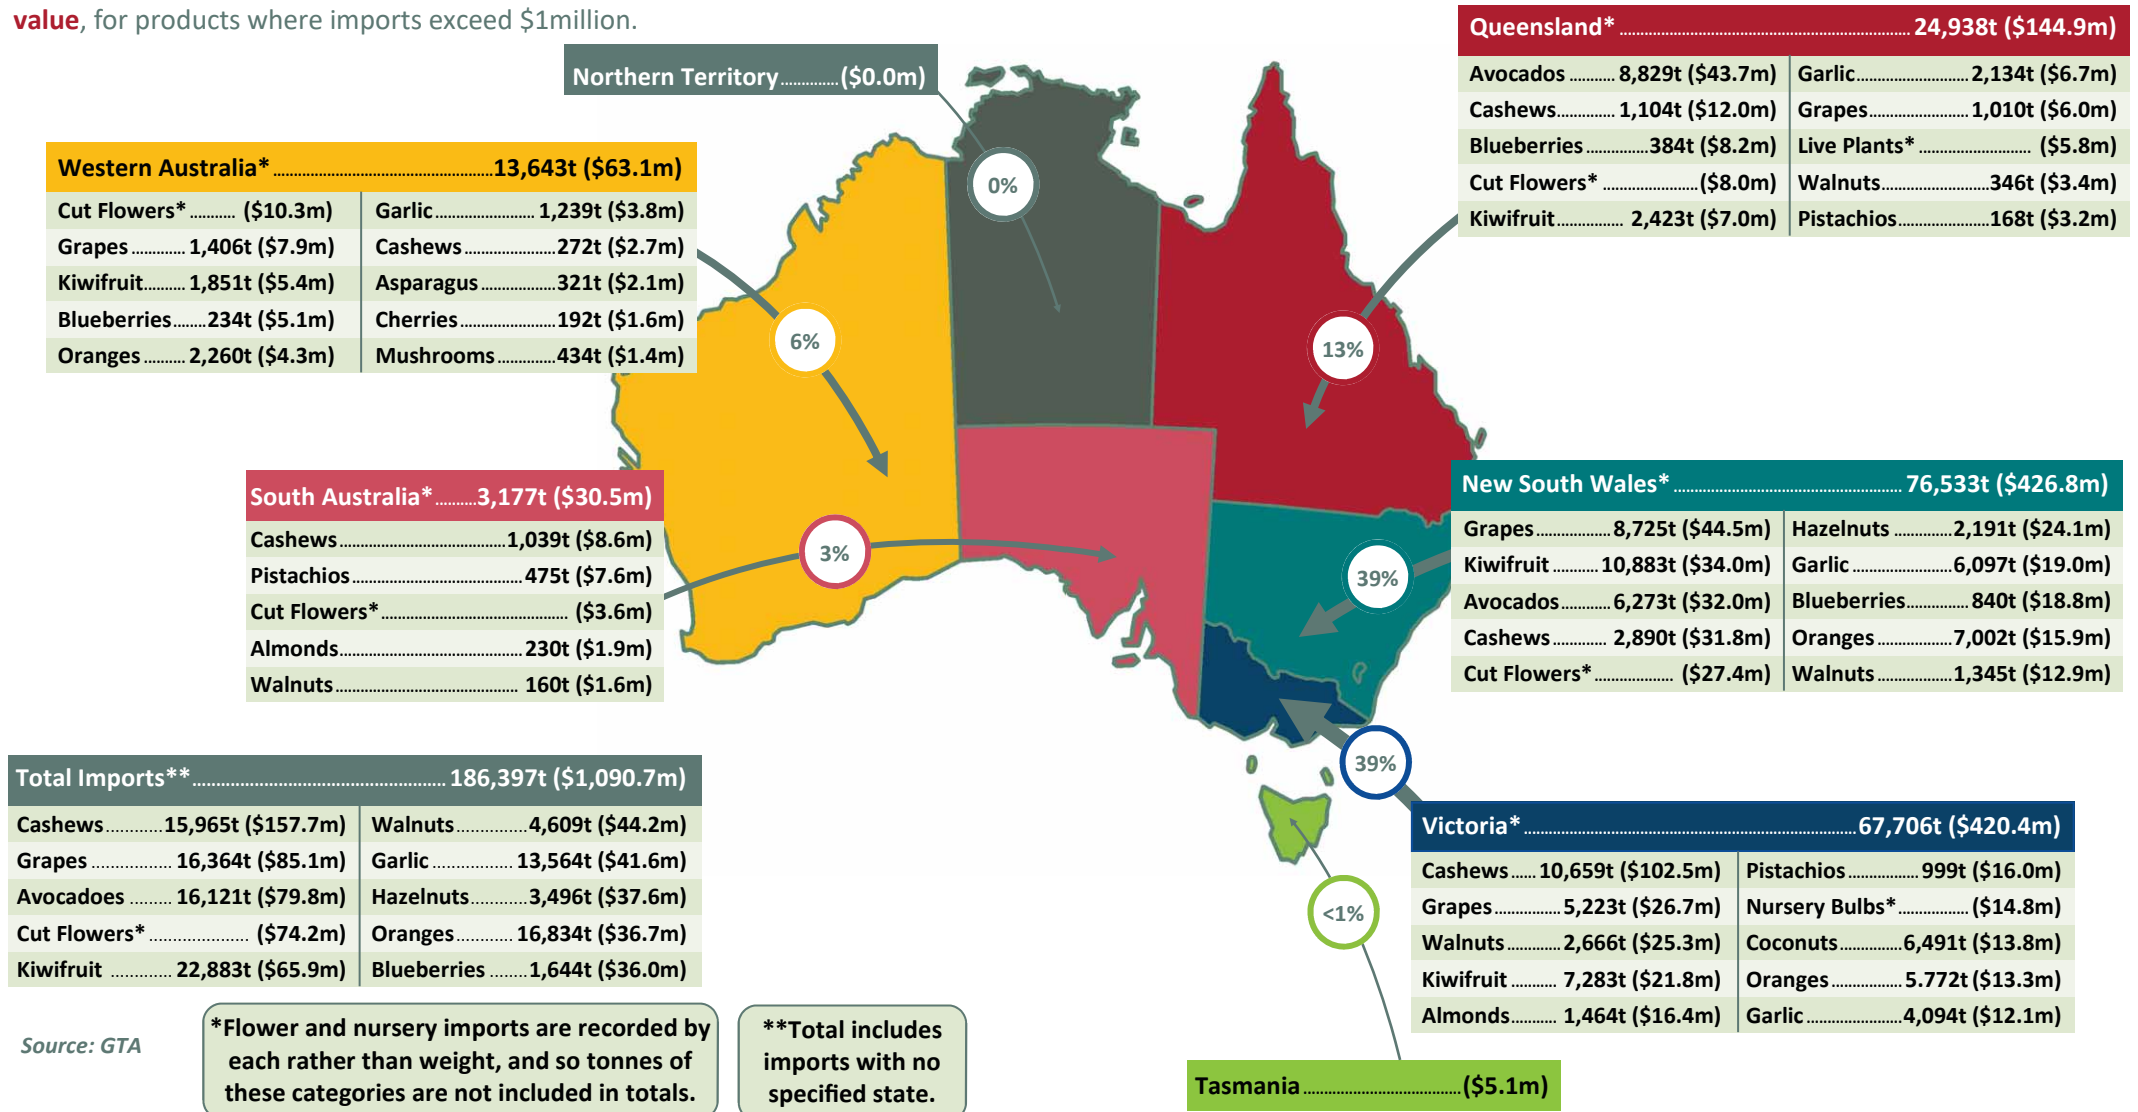 value, for products where imports exceed $1million.
Northern Territory..............($0.0m)
Queensland* .......... 24,938t ($144.9m)
Avocados .......... 8,829t ($43.7m)
Cashews............. 1,104t ($12.0m)
Blueberries ...............384t ($8.2m)
Cut Flowers* .......................($8.0m)
Kiwifruit................ 2,423t ($7.0m)
Garlic.......................... 2,134t ($6.7m)
Grapes....................... 1,010t ($6.0m)
Live Plants* .......................... ($5.8m)
Walnuts.........................346t ($3.4m)
Pistachios.....................168t ($3.2m)
Western Australia* ..........13,643t ($63.1m)
Cut Flowers* ........... ($10.3m)
Grapes ............. 1,406t ($7.9m)
Kiwifruit.......... 1,851t ($5.4m)
Blueberries........234t ($5.1m)
Oranges .......... 2,260t ($4.3m)
Garlic ........................ 1,239t ($3.8m)
Cashews.......................272t ($2.7m)
Asparagus ..................321t ($2.1m)
Cherries.......................192t ($1.6m)
Mushrooms ..............434t ($1.4m)
0%
6%
13%
South Australia* ..........3,177t ($30.5m)
Cashews........................................1,039t ($8.6m)
Pistachios.........................................475t ($7.6m)
Cut Flowers*............................................. ($3.6m)
Almonds............................................230t ($1.9m)
Walnuts............................................ 160t ($1.6m)
3%
New South Wales* .......... 76,533t ($426.8m)
Grapes................... 8,725t ($44.5m)
Kiwifruit ........... 10,883t ($34.0m)
Avocados............ 6,273t ($32.0m)
Cashews ............... 2,890t ($31.8m)
Cut Flowers*................... ($27.4m)
Hazelnuts ...............2,191t ($24.1m)
Garlic ........................6,097t ($19.0m)
Blueberries...............840t ($18.8m)
Oranges ...................7,002t ($15.9m)
Walnuts...................1,345t ($12.9m)
39%
39%
Total Imports**.......... 186,397t ($1,090.7m)
Cashews............15,965t ($157.7m)
Grapes ................. 16,364t ($85.1m)
Avocadoes ......... 16,121t ($79.8m)
Cut Flowers* ..................... ($74.2m)
Kiwifruit ............. 22,883t ($65.9m)
Walnuts...............4,609t ($44.2m)
Garlic ................. 13,564t ($41.6m)
Hazelnuts............3,496t ($37.6m)
Oranges ............ 16,834t ($36.7m)
Blueberries ........1,644t ($36.0m)
Victoria*..........67,706t ($420.4m)
Cashews ...... 10,659t ($102.5m)
Grapes ................5,223t ($26.7m)
Walnuts .............2,666t ($25.3m)
Kiwifruit ........... 7,283t ($21.8m)
Almonds........... 1,464t ($16.4m)
Pistachios................. 999t ($16.0m)
Nursery Bulbs*................. ($14.8m)
Coconuts..............6,491t ($13.8m)
Oranges ............... 5.772t ($13.3m)
Garlic .....................4,094t ($12.1m)
<1%
Source: GTA
*Flower and nursery imports are recorded by
each rather than weight, and so tonnes of
these categories are not included in totals.
**Total includes
imports with no
specified state.
Tasmania ......................................($5.1m)